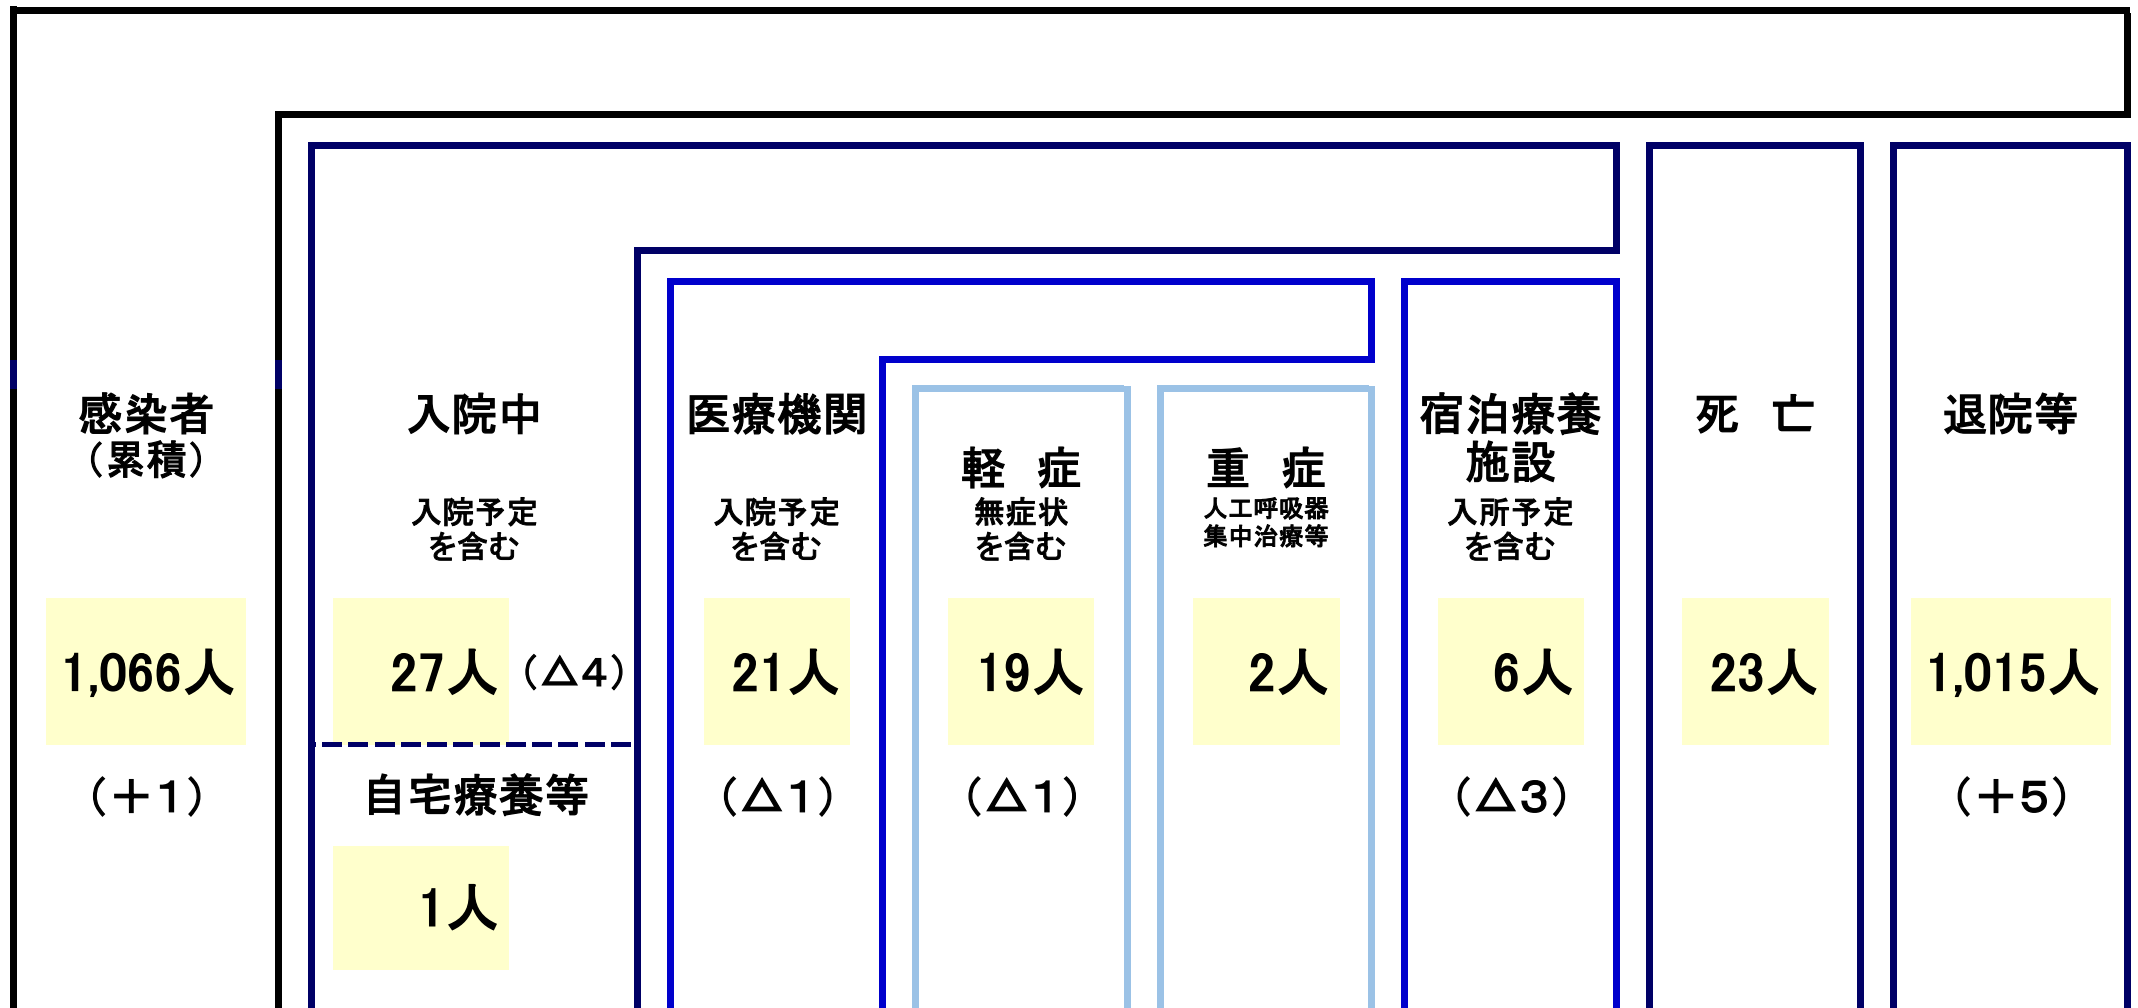 感染者
（累積）
1,066人
（＋１）
入院中
入院予定
を含む
27人
（△４）
自宅療養等
1人
医療機関
入院予定
を含む
21人
（△１）
軽　症
無症状
を含む
19人
（△１）
重　症
人工呼吸器
集中治療等
2人
宿泊療養
施設
入所予定
を含む
6人
（△３）
死　亡
23人
退院等
1,015人
（＋５）